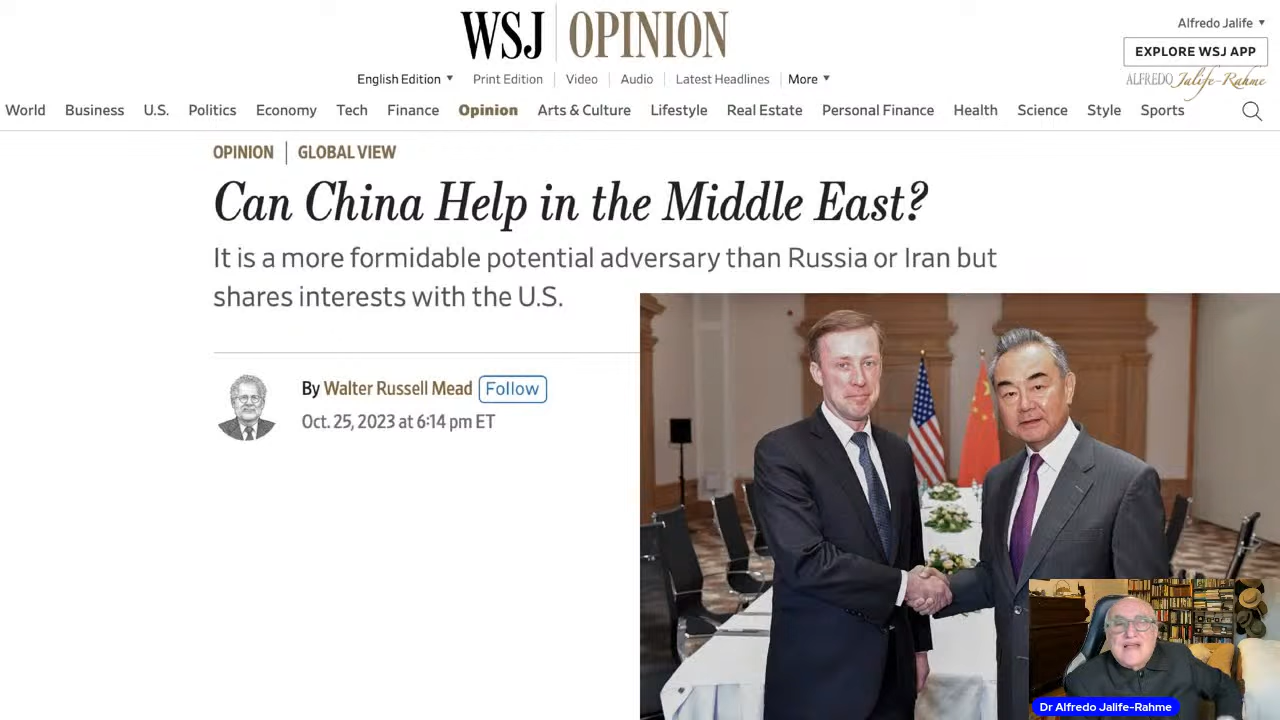 WSJ OPINION
Alfredo Jalife
EXPLORE WSJ APP
ALFREDO Jalife-Rahme
English Edition Print Edition Video Audio Latest Headlines More
World Business U.S. Politics Economy Tech Finance Opinion Arts & Culture Lifestyle Real Estate Personal Finance Health Science Style Sports
OPINION GLOBAL VIEW
Can China Help in the Middle East?
It is a more formidable potential adversary than Russia or Iran but
shares interests with the U.S.
By Walter Russell Mead Follow
Oct. 25, 2023 at 6:14 pm ET
Dr Alfredo Jalife-Rahme